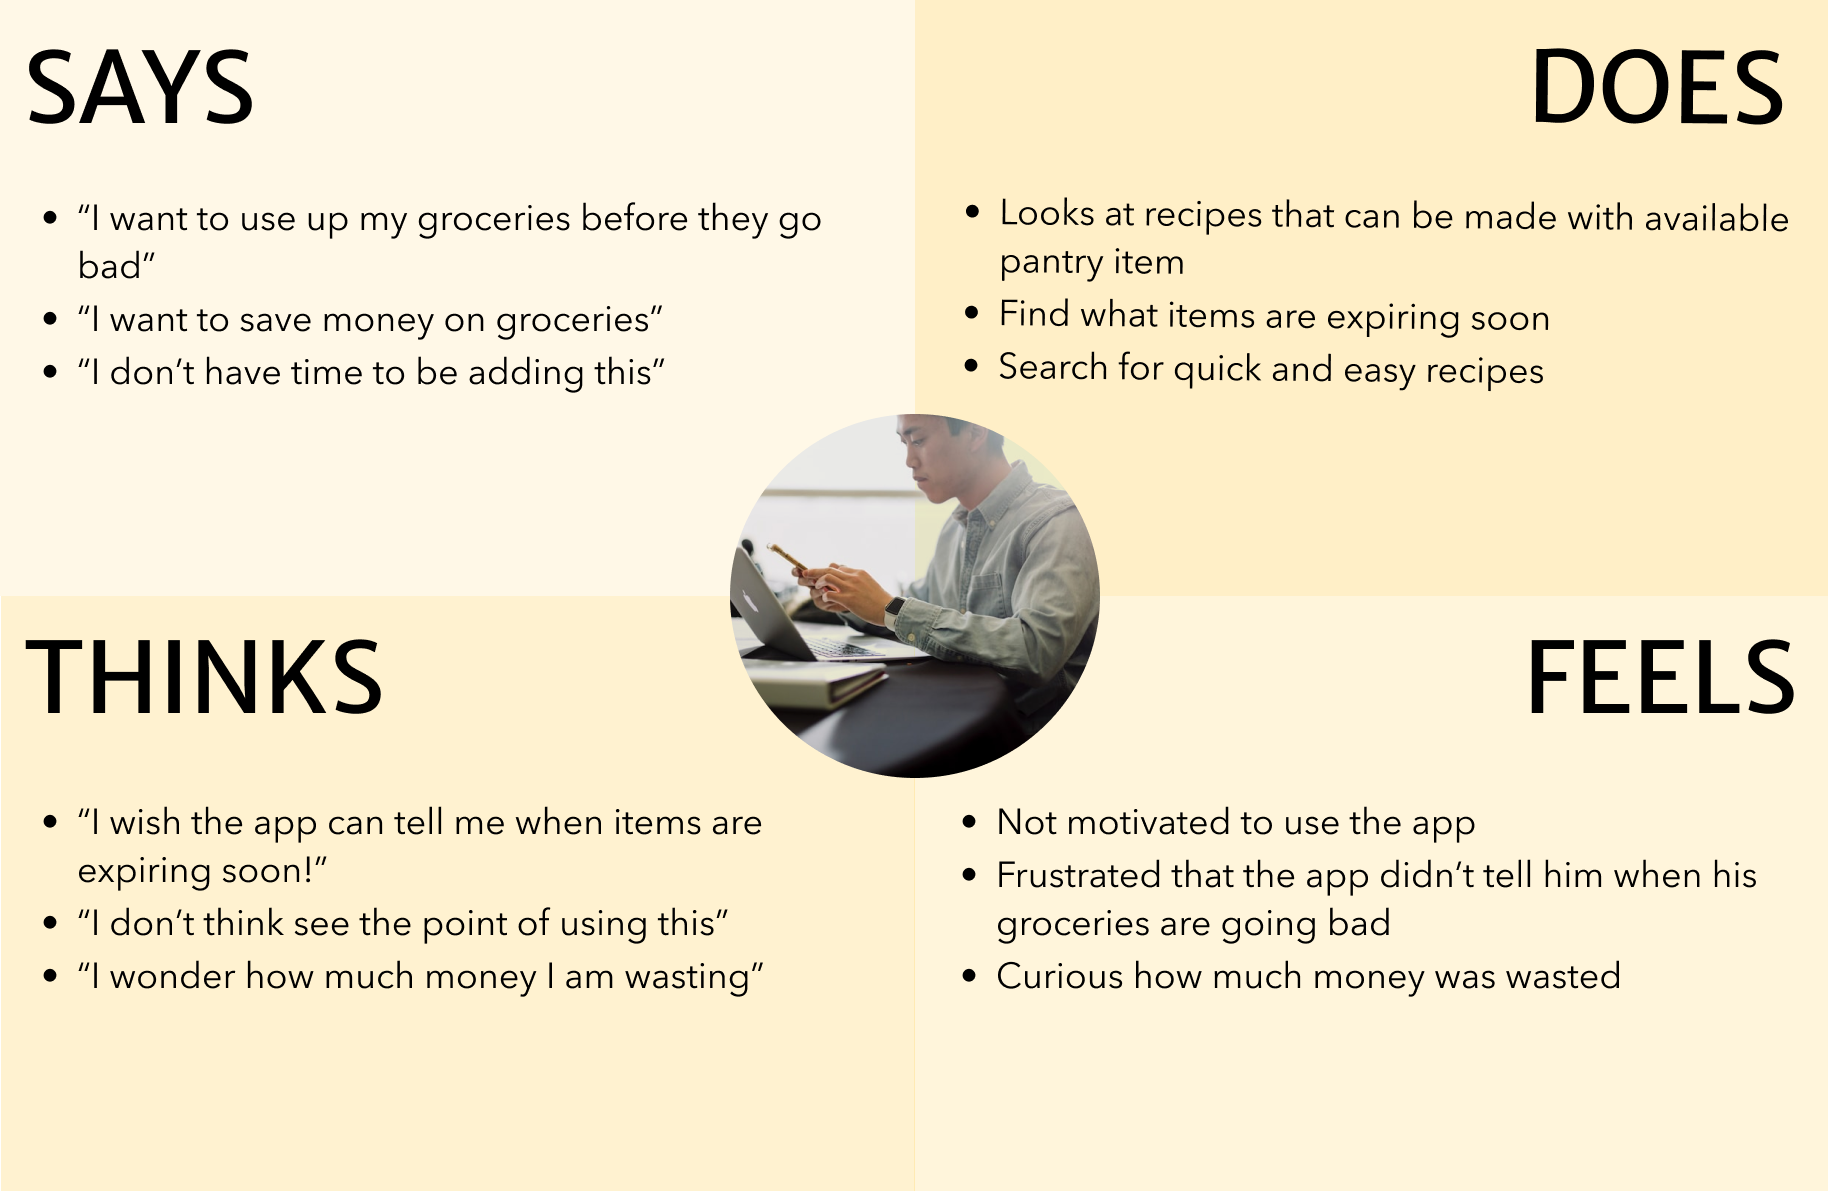 SAYS
• “I want to use up my groceries before they go
bad”
• “I want to save money on groceries”
• “I don’t have time to be adding this”
DOES
• Looks at recipes that can be made with available
pantry item
• Find what items are expiring soon
• Search for quick and easy recipes
THINKS
• “I wish the app can tell me when items are
expiring soon!”
• “I don’t think see the point of using this”
• “I wonder how much money I am wasting”
FEELS
• Not motivated to use the app
• Frustrated that the app didn’t tell him when his
groceries are going bad
• Curious how much money was wasted